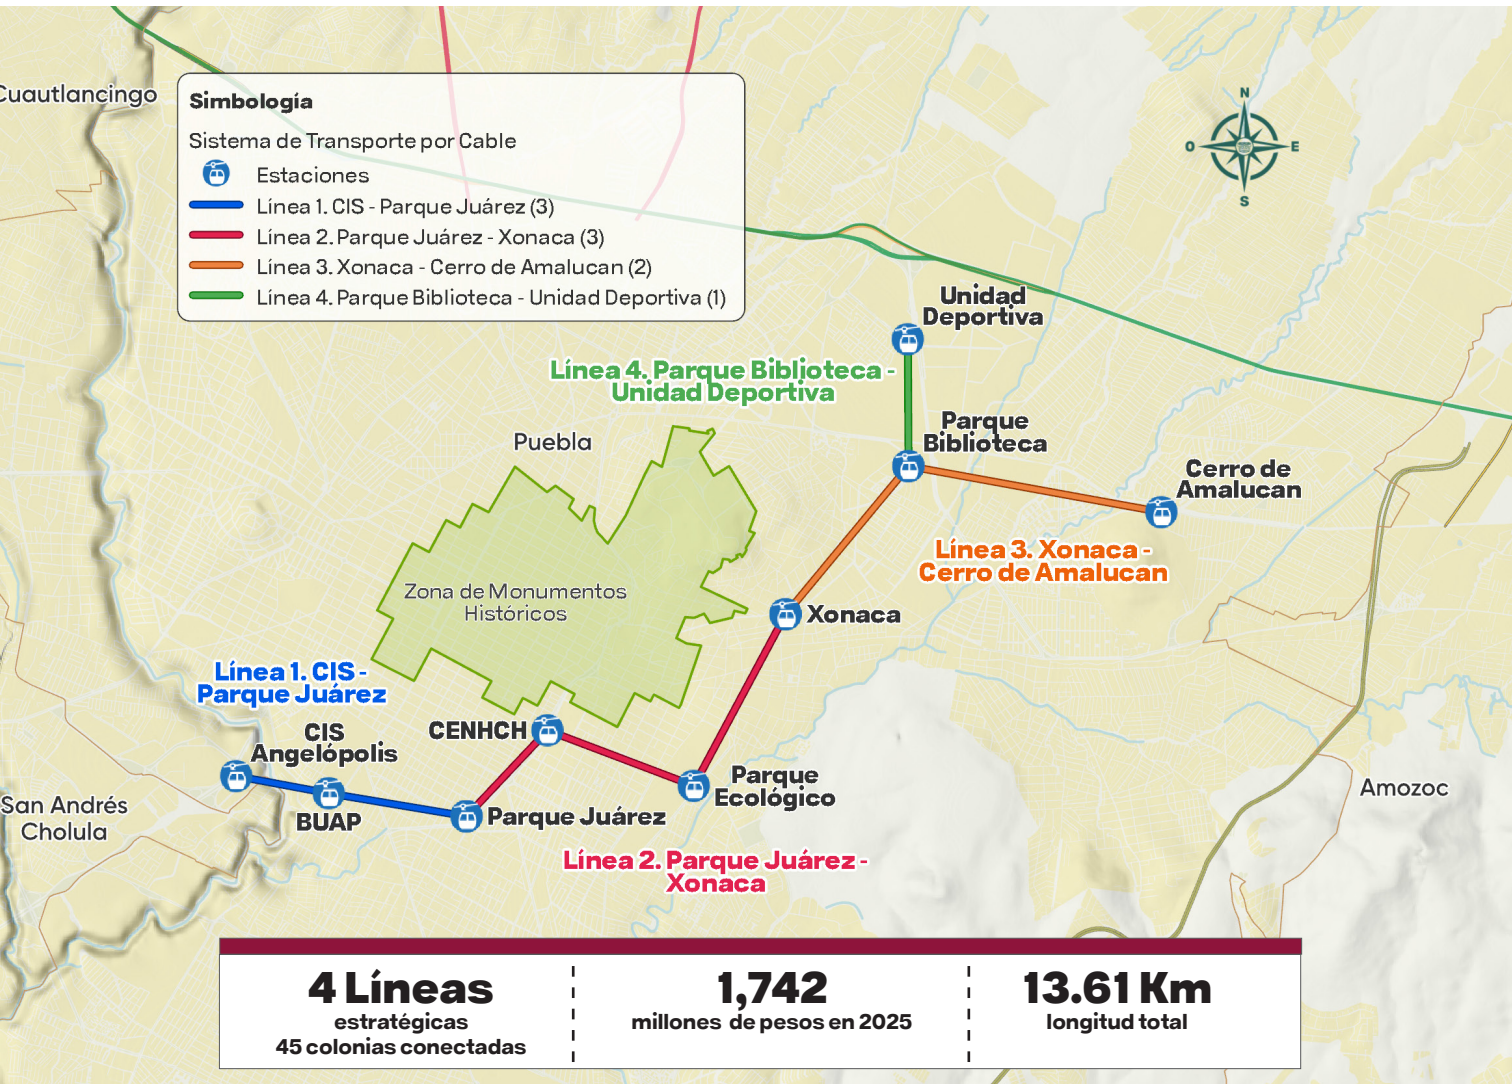 Cuautlancingo
Simbología
Sistema de Transporte por Cable
Estaciones
Línea 1. CIS - Parque Juárez (3)
Línea 2. Parque Juárez - Xonaca (3)
Línea 3. Xonaca - Cerro de Amalucan (2)
Línea 4. Parque Biblioteca - Unidad Deportiva (1)
N
O
E
S
Unidad
Deportiva
Línea 4. Parque Biblioteca -
Unidad Deportiva
Parque
Biblioteca
Puebla
Cerro de
Amalucan
Línea 3. Xonaca -
Cerro de Amalucan
Zona de Monumentos
Históricos
Xonaca
Línea 1. CIS -
Parque Juárez
CIS
Angelópolis
CENHCH
BUAP
Parque Juárez
Parque
Ecológico
San Andrés
Cholula
Amozoc
Línea 2. Parque Juárez -
Xonaca
4 Líneas
estratégicas
45 colonias conectadas
1,742
millones de pesos en 2025
13.61 Km
longitud total